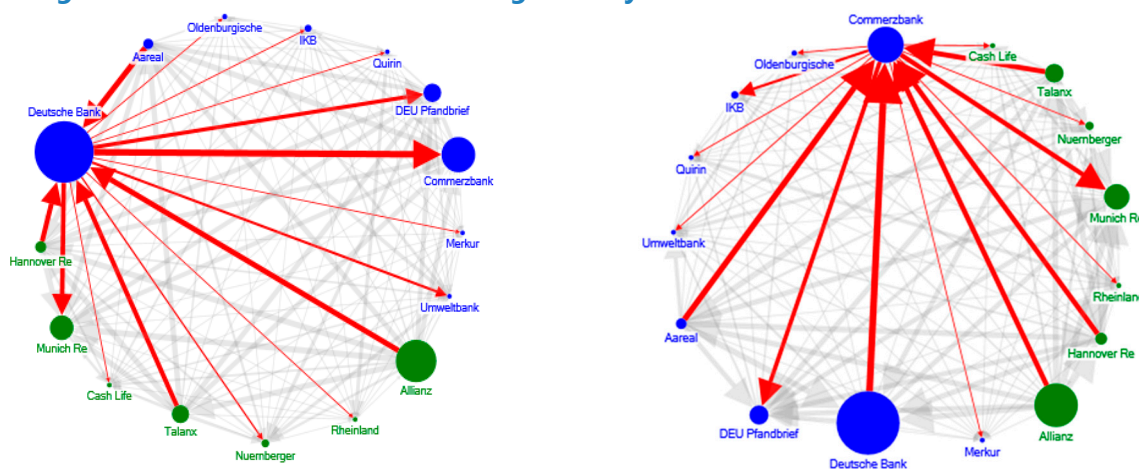 Oldenburgische
IKB
Aareal
Quirin
Deutsche Bank
DEU Pfandbrief
Commerzbank
Merkur
Hannover Re
Umweltbank
Munich Re
Allianz
Cash Life
Talanx
Rheinland
Nuernberger
Commerzbank
Oldenburgische
Cash Life
Talanx
IKB
Nuernberger
Quirin
Munich Re
Umweltbank
Rheinland
Aareal
Hannover Re
DEU Pfandbrief
Allianz
Merkur
Deutsche Bank